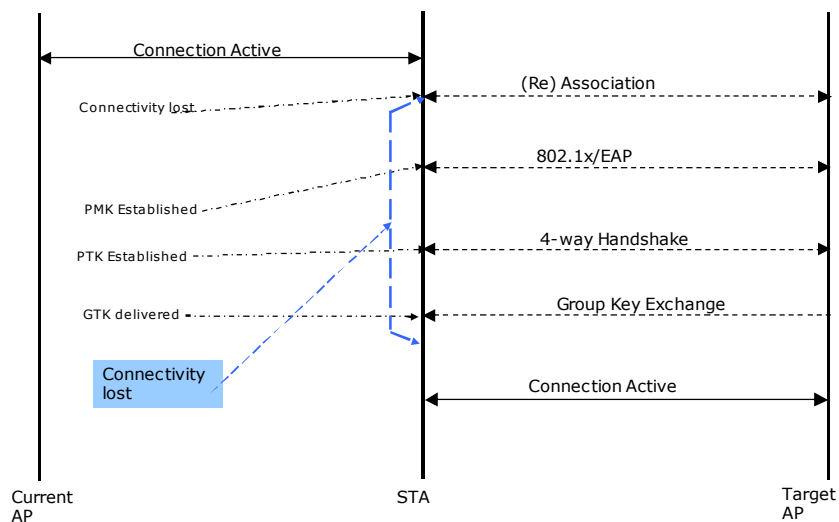 Connection Active
(Re) Association
Connectivity lost
802.1x/EAP
PMK Established
4-way Handshake
PTK Established
Group Key Exchange
GTK delivered
Connectivity
lost
Connection Active
Current
AP
STA
Target
AP